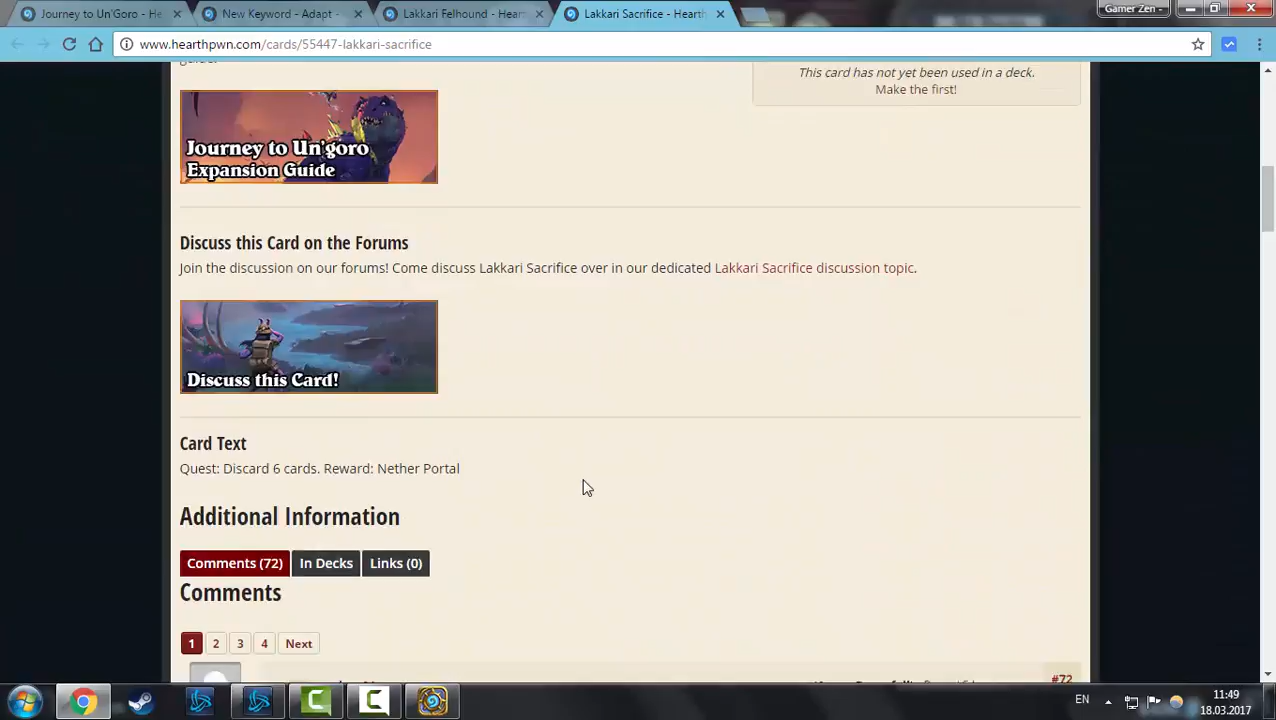 Journey to Un'Goro - He
New Keyword - Adapt -
Lakkari Felhound - Heart
Lakkari Sacrifice - Hearth
Gamer Zen -
www.hearthpwn.com/cards/55447-lakkari-sacrifice
This card has not yet been used in a deck.
Make the first!
Journey to Un'goro
Expansion Guide
Discuss this Card on the Forums
Join the discussion on our forums! Come discuss Lakkari Sacrifice over in our dedicated Lakkari Sacrifice discussion topic.
Discuss this Card!
Card Text
Quest: Discard 6 cards. Reward: Nether Portal
Additional Information
Comments (72) In Decks Links (0)
Comments
1 2 3 4 Next
#72
EN
11:49
18.03.2017